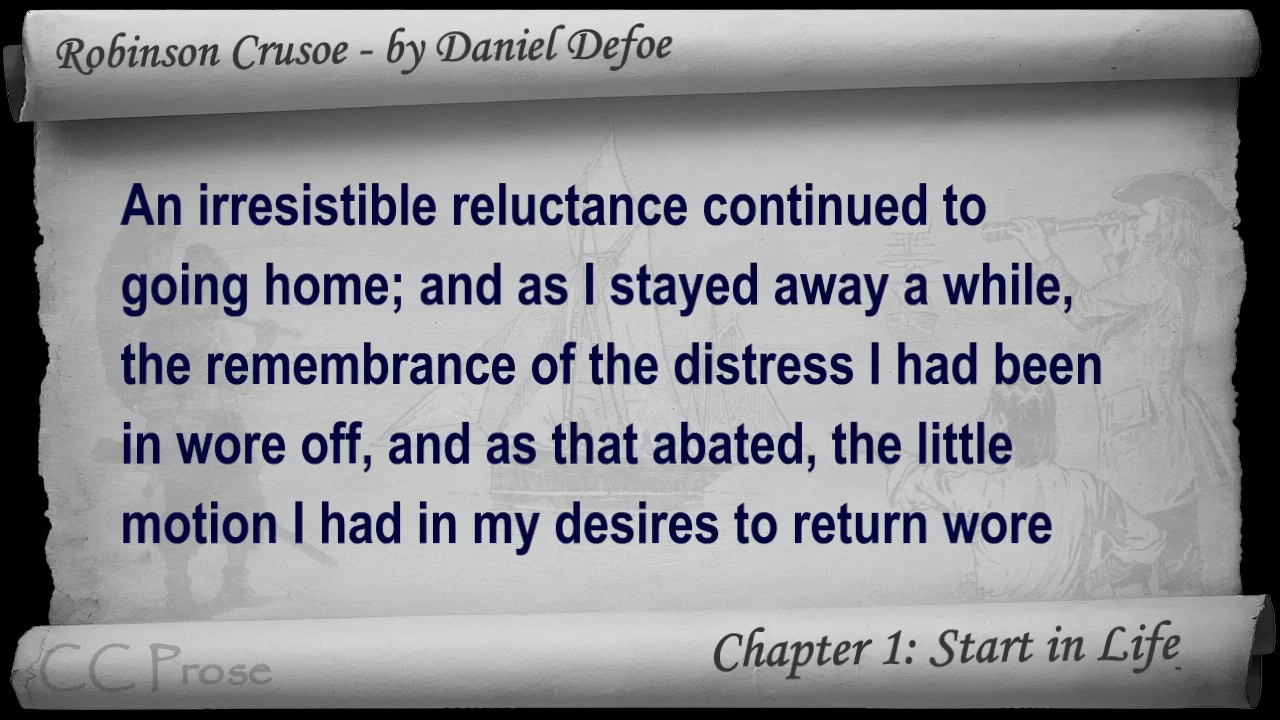 Robinson Crusoe - by Daniel Defoe
An irresistible reluctance continued to
going home; and as I stayed away a while,
the remembrance of the distress I had been
in wore off, and as that abated, the little
motion I had in my desires to return wore
Chapter 1: Start in Life
CC Prose